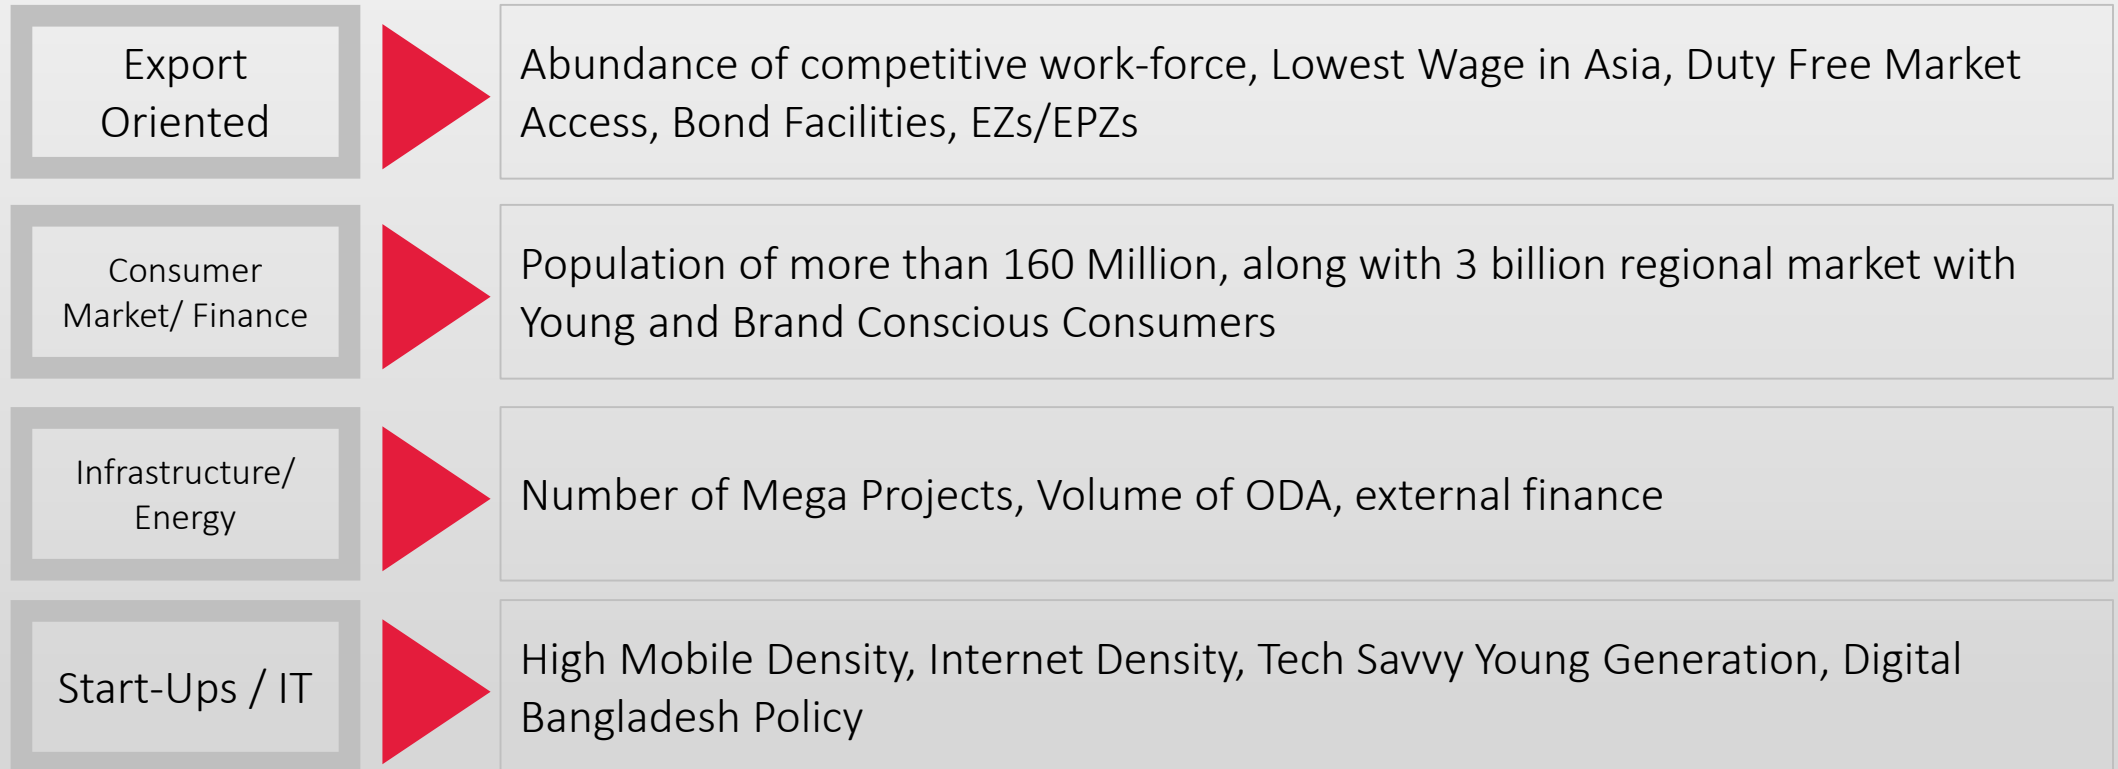 Export
Oriented
Abundance of competitive work-force, Lowest Wage in Asia, Duty Free Market
Access, Bond Facilities, EZs/EPZs
Consumer
Market/ Finance
Population of more than 160 Million, along with 3 billion regional market with
Young and Brand Conscious Consumers
Infrastructure/
Energy
Number of Mega Projects, Volume of ODA, external finance
Start-Ups / IT
High Mobile Density, Internet Density, Tech Savvy Young Generation, Digital
Bangladesh Policy